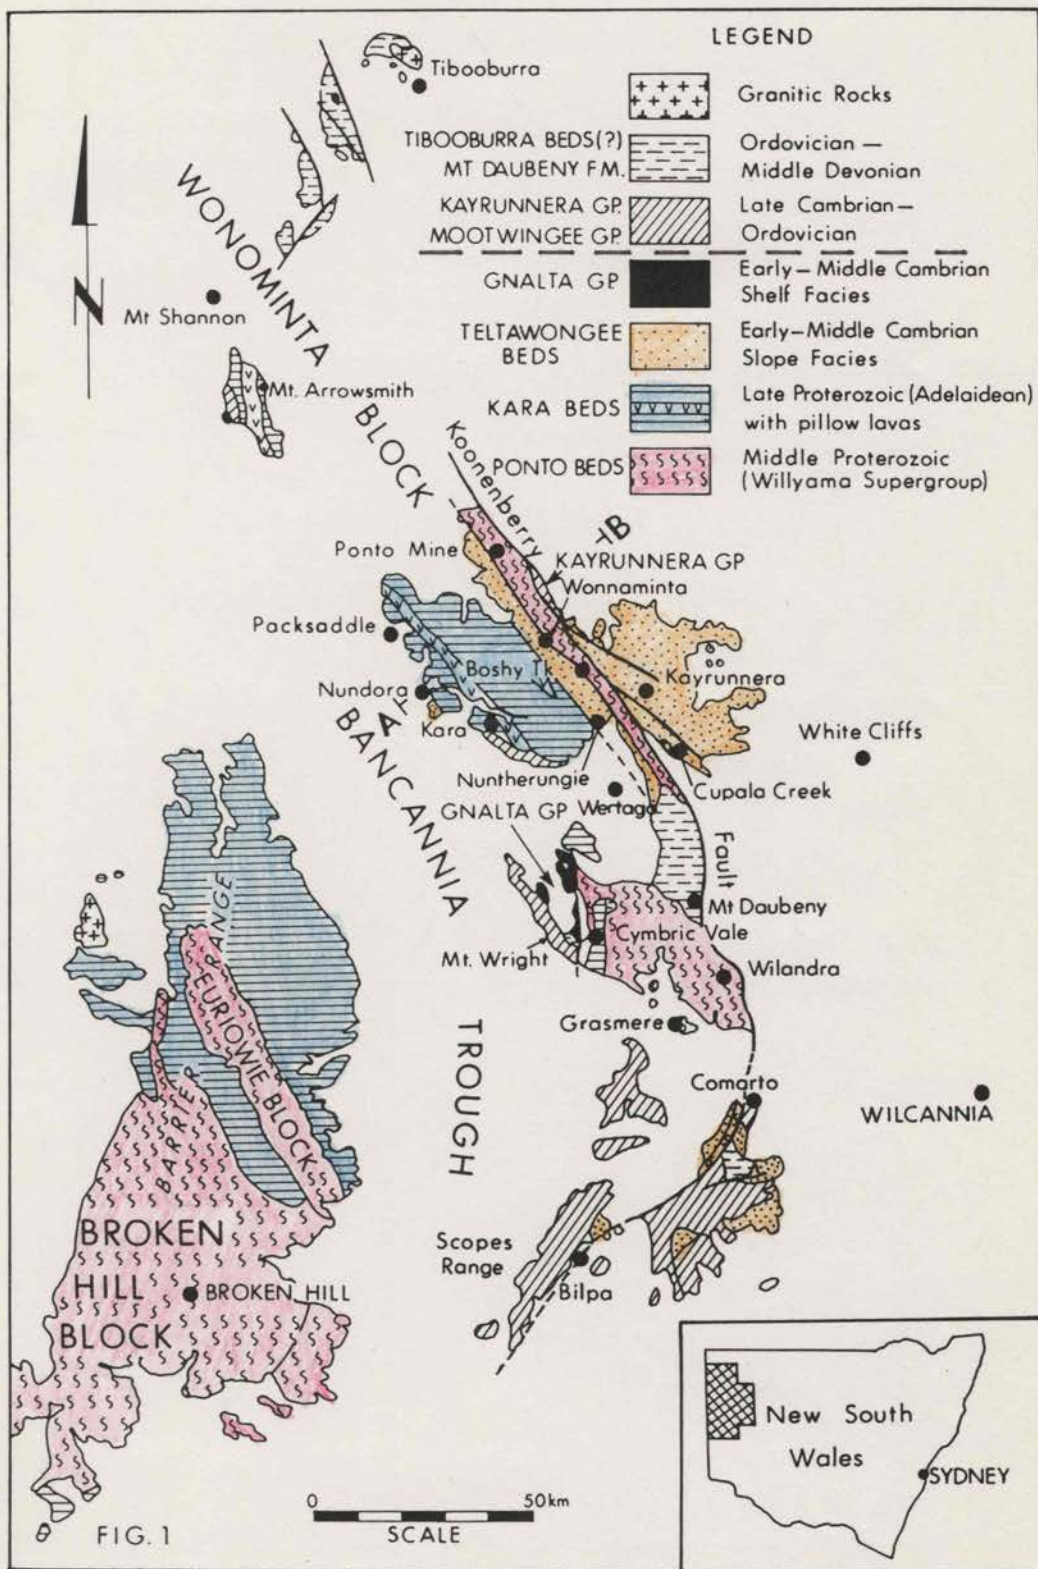 LEGEND
Granitic Rocks
TIBOOBURRA BEDS(?)
MT DAUBENY FM.
Ordovician —
Middle Devonian
KAYRUNNERA GP.
MOOTWINGEE GP.
Late Cambrian —
Ordovician
GNALTA GP
Early – Middle Cambrian
Shelf Facies
TELTAWONGEE
BEDS
Early–Middle Cambrian
Slope Facies
KARA BEDS
Late Proterozoic (Adelaidean)
with pillow lavas
PONTO BEDS
Middle Proterozoic
(Willyama Supergroup)
Tibooburra
N
WONOMINTA BLOCK
Mt Shannon
Mt. Arrowsmith
Koonenberry
B
Ponto Mine
KAYRUNNERA GP
Wonnaminta
Packsaddle
Boshy Tk
Kayrunnera
Nundora
A
Kara
White Cliffs
Nuntherungie
Cupala Creek
BANCANNIA
GNALTA GP
Wertago
Fault
Mt Daubeny
Cymbric Vale
Mt. Wright
Wilandra
Grasmere
TROUGH
Comarto
WILCANNIA
RANGE
EURIOWIE BLOCK
BARRIER
BROKEN
HILL
BLOCK
BROKEN HILL
Scopes
Range
Bilpa
New South
Wales
SYDNEY
0 50km
SCALE
FIG. 1